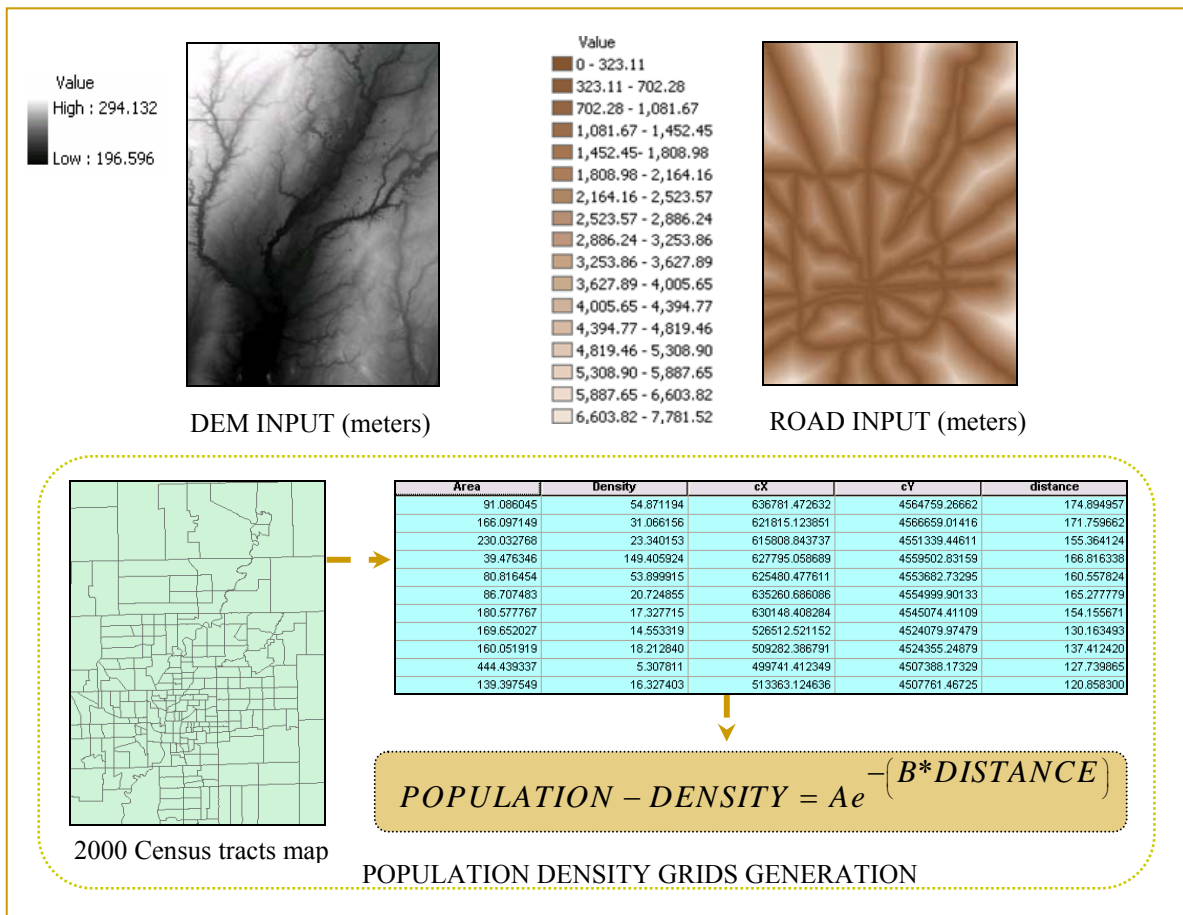 Value
High : 294.132
Low : 196.596
DEM INPUT (meters)
Value
0 - 323.11
323.11 - 702.28
702.28 - 1,081.67
1,081.67 - 1,452.45
1,452.45- 1,808.98
1,808.98 - 2,164.16
2,164.16 - 2,523.57
2,523.57 - 2,886.24
2,886.24 - 3,253.86
3,253.86 - 3,627.89
3,627.89 - 4,005.65
4,005.65 - 4,394.77
4,394.77 - 4,819.46
4,819.46 - 5,308.90
5,308.90 - 5,887.65
5,887.65 - 6,603.82
6,603.82 - 7,781.52
ROAD INPUT (meters)
2000 Census tracts map
Area Density cX cY distance
91.086045 54.871194 636781.472632 4564759.26662 174.894957
166.097149 31.066156 621815.123851 4566659.01416 171.759662
230.032768 23.340153 615808.843737 4551339.44611 155.364124
39.476346 149.405924 627795.058689 4559502.83159 166.816338
80.816454 53.899915 625480.477611 4553682.73295 160.557824
86.707483 20.724855 635260.686086 4554999.90133 165.277779
180.577767 17.327715 630148.408284 4545074.41109 154.155671
169.652027 14.553319 526512.521152 4524079.97479 130.163493
160.051919 18.212840 509282.386791 4524355.24879 137.412420
444.439337 5.307811 499741.412349 4507388.17329 127.739865
139.397549 16.327403 513363.124636 4507761.46725 120.858300
POPULATION − DENSITY = Ae^−(B*DISTANCE)
POPULATION DENSITY GRIDS GENERATION